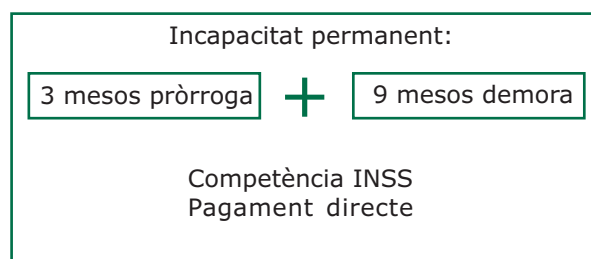 Incapacitat permanent:
3 mesos pròrroga + 9 mesos demora
Competència INSS
Pagament directe